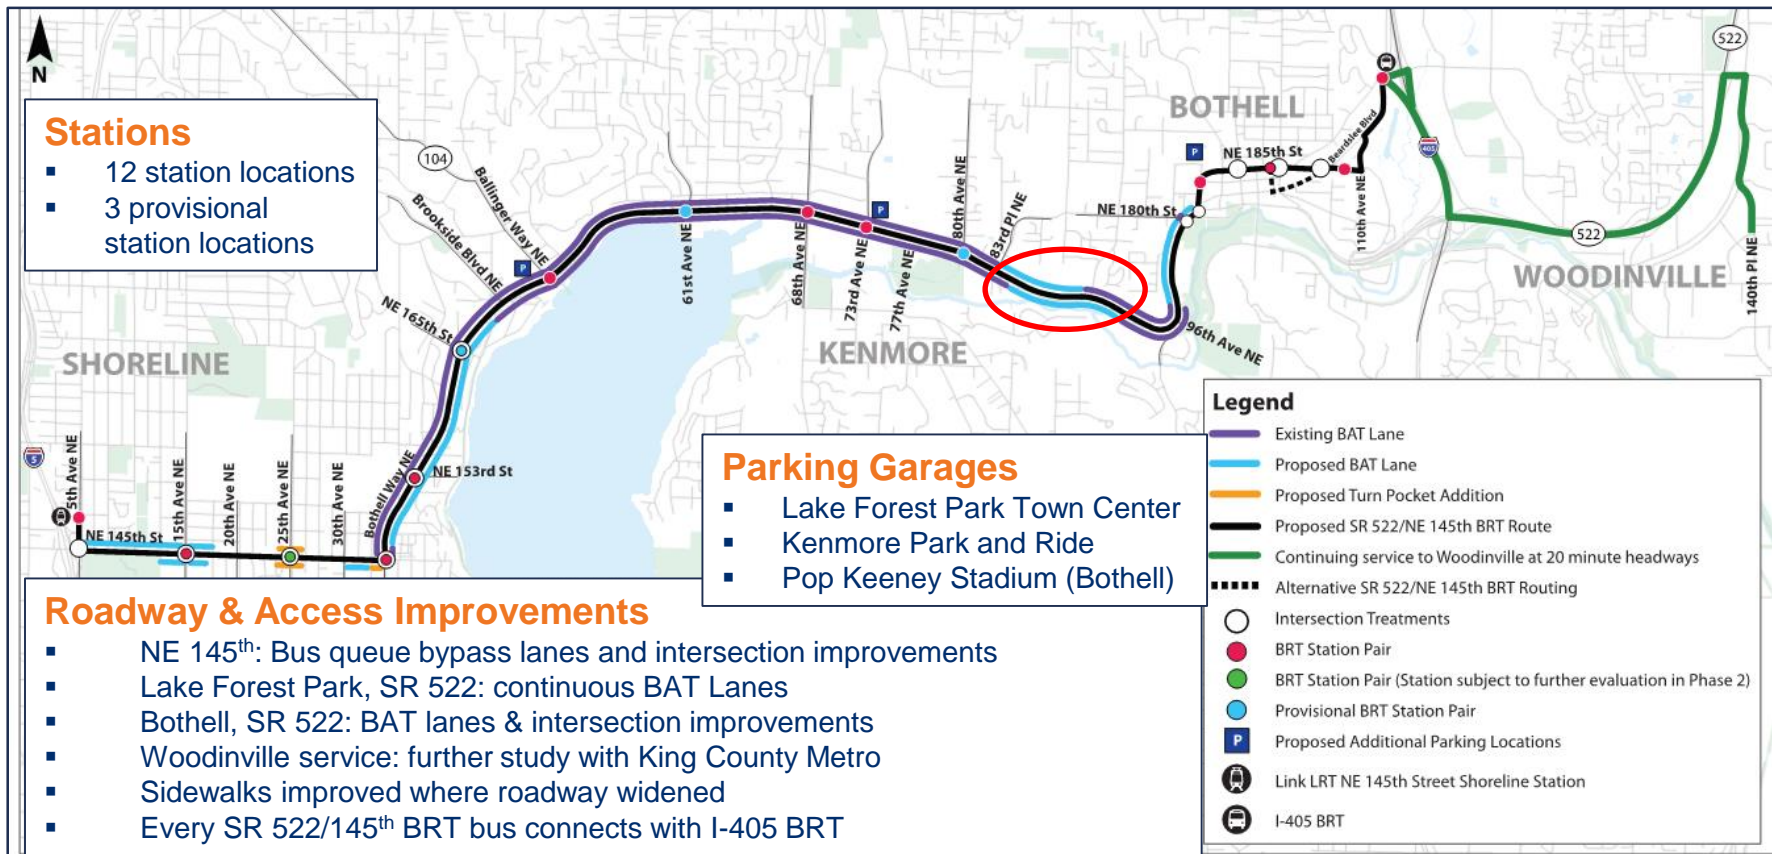 N
Stations
▪ 12 station locations
▪ 3 provisional
station locations
104
Ballinger Way NE
Brookside Blvd NE
NE 165th St
SHORELINE
5
5th Ave NE
NE 145th St
15th Ave NE
20th Ave NE
25th Ave NE
30th Ave NE
Bothell Way NE
NE 153rd St
P
61st Ave NE
68th Ave NE
73rd Ave NE
P
77th Ave NE
80th Ave NE
83rd Pl NE
KENMORE
96th Ave NE
NE 180th St
P
BOTHELL
NE 185th St
Beardslee Blvd
110th Ave NE
405
522
522
WOODINVILLE
140th Pl NE
Parking Garages
▪ Lake Forest Park Town Center
▪ Kenmore Park and Ride
▪ Pop Keeney Stadium (Bothell)
Roadway & Access Improvements
▪ NE 145th: Bus queue bypass lanes and intersection improvements
▪ Lake Forest Park, SR 522: continuous BAT Lanes
▪ Bothell, SR 522: BAT lanes & intersection improvements
▪ Woodinville service: further study with King County Metro
▪ Sidewalks improved where roadway widened
▪ Every SR 522/145th BRT bus connects with I-405 BRT
Legend
Existing BAT Lane
Proposed BAT Lane
Proposed Turn Pocket Addition
Proposed SR 522/NE 145th BRT Route
Continuing service to Woodinville at 20 minute headways
Alternative SR 522/NE 145th BRT Routing
Intersection Treatments
BRT Station Pair
BRT Station Pair (Station subject to further evaluation in Phase 2)
Provisional BRT Station Pair
P Proposed Additional Parking Locations
Link LRT NE 145th Street Shoreline Station
I-405 BRT